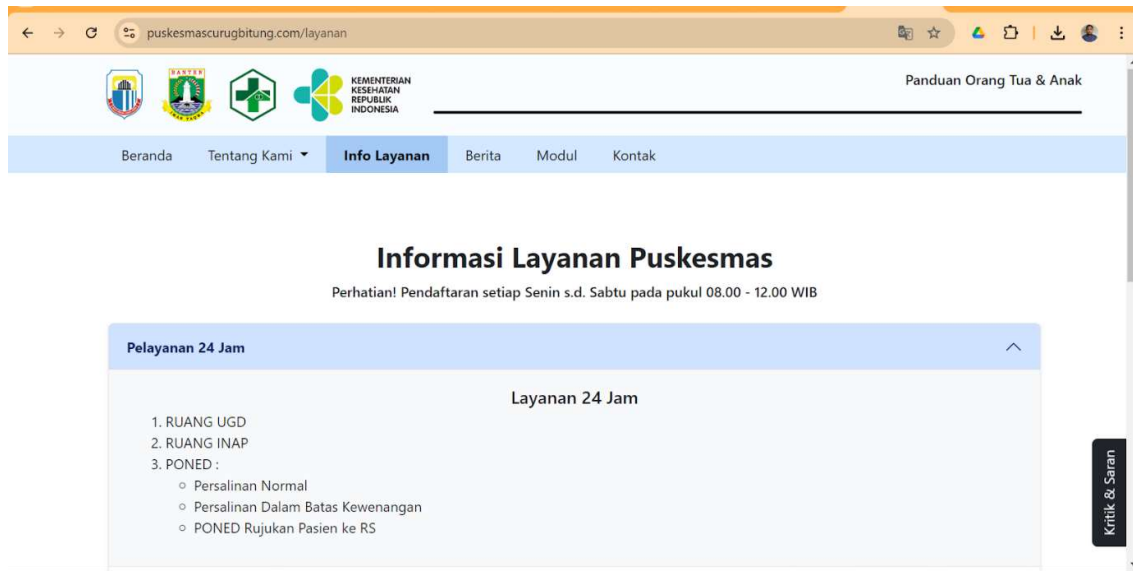 puskesmascurugbitung.com/layanan
BANTEN
KEMENTERIAN
KESEHATAN
REPUBLIK
INDONESIA
Panduan Orang Tua & Anak
Beranda Tentang Kami Info Layanan Berita Modul Kontak
Informasi Layanan Puskesmas
Perhatian! Pendaftaran setiap Senin s.d. Sabtu pada pukul 08.00 - 12.00 WIB
Pelayanan 24 Jam
Layanan 24 Jam
1. RUANG UGD
2. RUANG INAP
3. PONED :
○ Persalinan Normal
○ Persalinan Dalam Batas Kewenangan
○ PONED Rujukan Pasien ke RS
Kritik & Saran